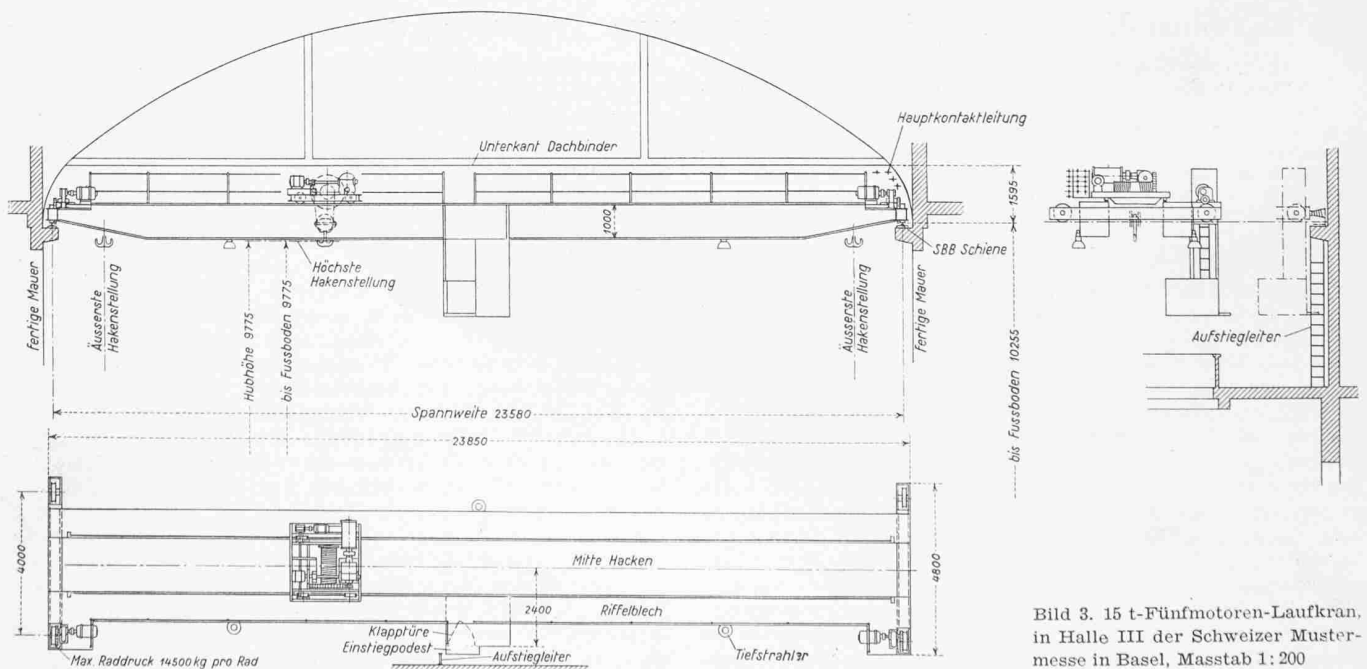 Hauptkontaktleitung
Unterkant Dachbinder
1595
1000
SBB Schiene
Höchste
Hakenstellung
Fertige Mauer
Äusserste
Hakenstellung
Hubhöhe 9775
bis Fussboden 9775
Äusserste
Hakenstellung
Fertige Mauer
bis Fussboden 10255
Aufstiegleiter
Spannweite 23580
23850
4000
Mitte Hacken
4800
2400
Riffelblech
Klapptüre
Einstiegpodest
Aufstiegleiter
Tiefstrahler
Max. Raddruck 14500 kg pro Rad
Bild 3. 15 t-Fünfmotoren-Laufkran,
in Halle III der Schweizer Muster-
messe in Basel, Masstab 1:200